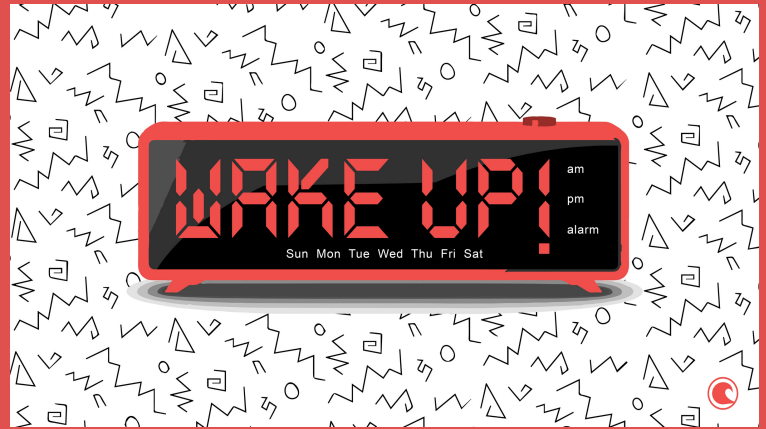 WAKE UP!
am
pm
alarm
Sun Mon Tue Wed Thu Fri Sat